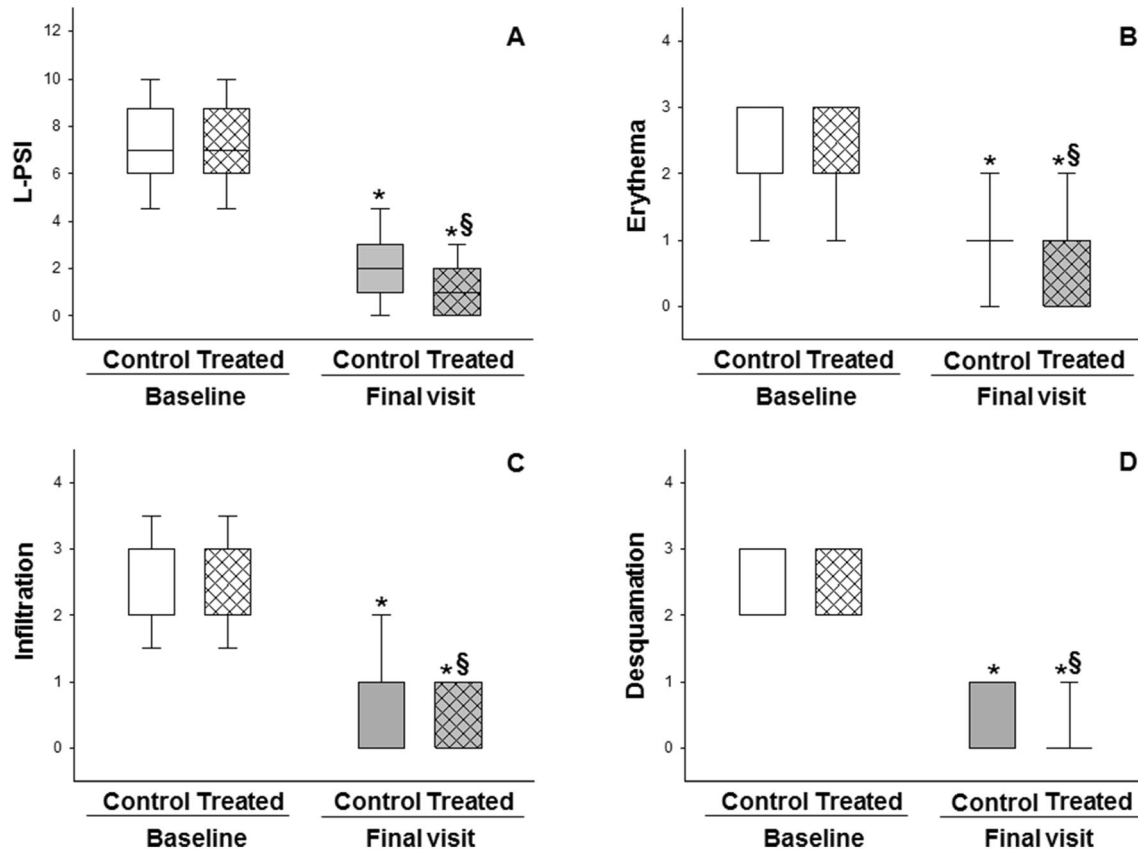 A
L-PSI
12
10
8
6
4
2
0
* *§
Control Treated Control Treated
Baseline Final visit
B
Erythema
4
3
2
1
0
* *§
Control Treated Control Treated
Baseline Final visit
C
Infiltration
4
3
2
1
0
* *§
Control Treated Control Treated
Baseline Final visit
D
Desquamation
4
3
2
1
0
* *§
Control Treated Control Treated
Baseline Final visit